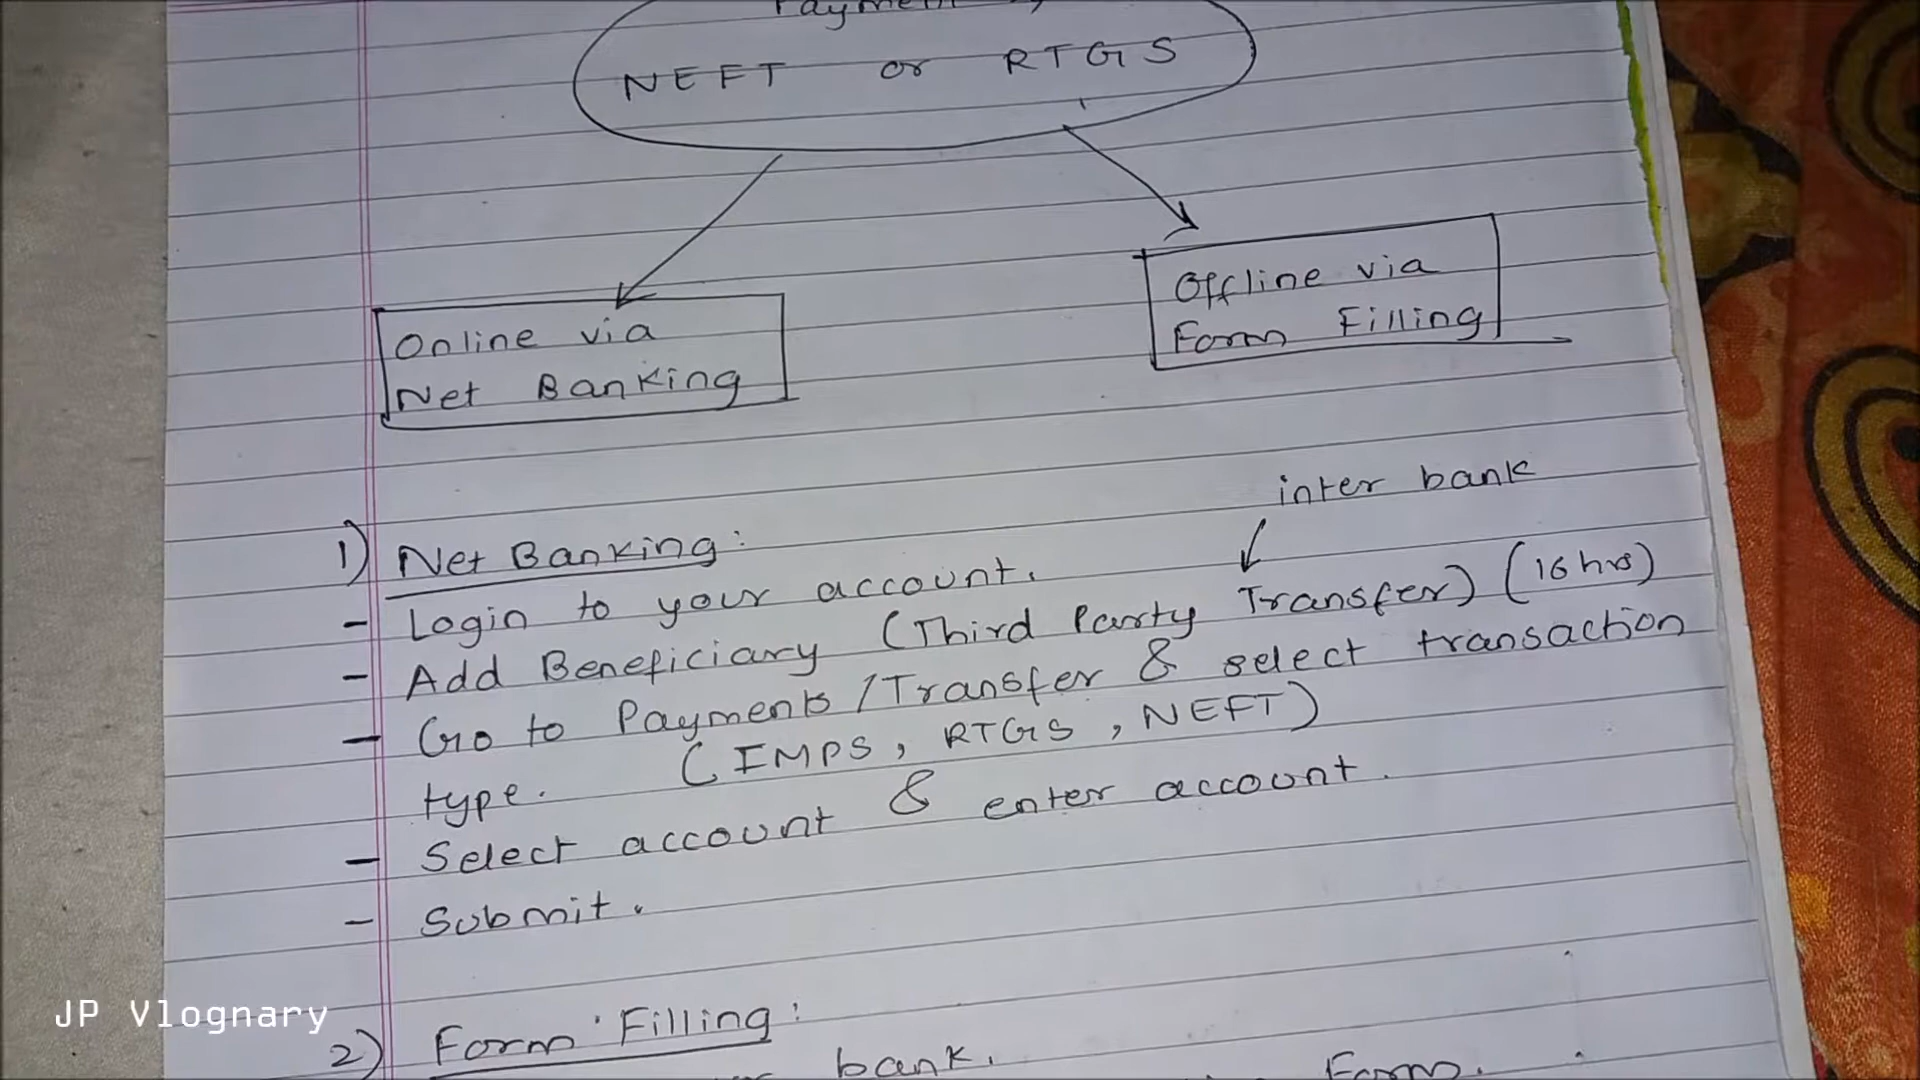 Payment
NEFT or RTGS
Online via
Net Banking
Offline via
Form Filling
inter bank
1) Net Banking:
- Login to your account.
- Add Beneficiary (Third Party Transfer) (16 hrs)
- Go to Payments / Transfer & select transaction
type. (IMPS, RTGS, NEFT)
- Select account & enter account.
- Submit.
2) Form Filling:
bank.
Form.
JP Vlognary